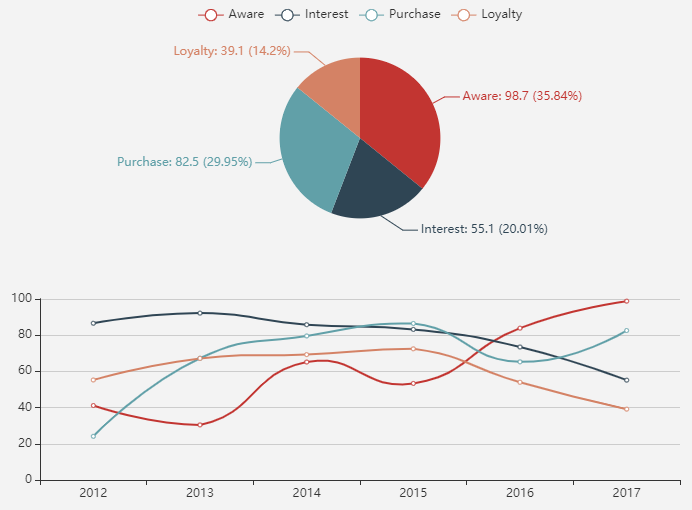 Aware Interest Purchase Loyalty
Loyalty: 39.1 (14.2%)
Aware: 98.7 (35.84%)
Purchase: 82.5 (29.95%)
Interest: 55.1 (20.01%)
100
80
60
40
20
0
2012 2013 2014 2015 2016 2017